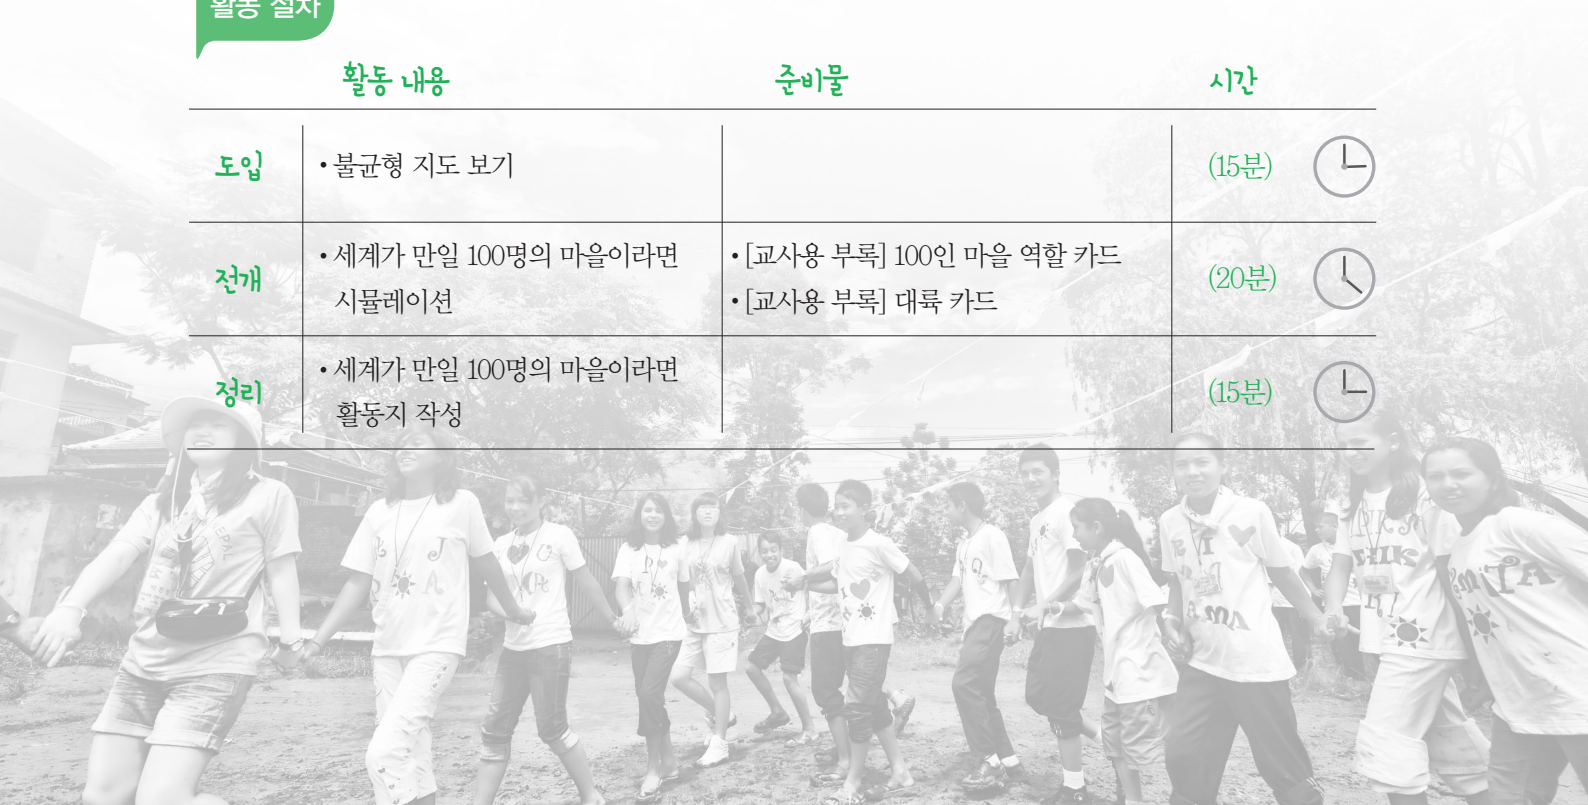 활동 절차
활동 내용 준비물 시간
도입 • 불균형 지도 보기 (15분)
전개 • 세계가 만일 100명의 마을이라면 시뮬레이션 • [교사용 부록] 100인 마을 역할 카드 • [교사용 부록] 대륙 카드 (20분)
정리 • 세계가 만일 100명의 마을이라면 활동지 작성 (15분)